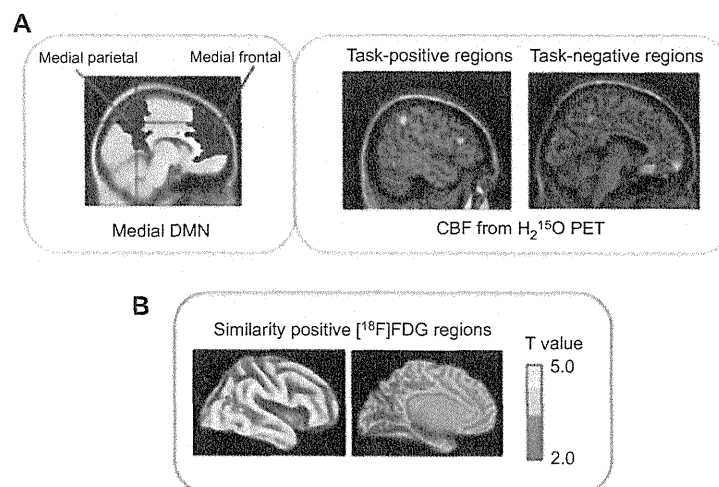 A
Medial parietal
Medial frontal
Medial DMN
Task-positive regions
Task-negative regions
CBF from H₂¹⁵O PET
B
Similarity positive [¹⁸F]FDG regions
T value
5.0
2.0